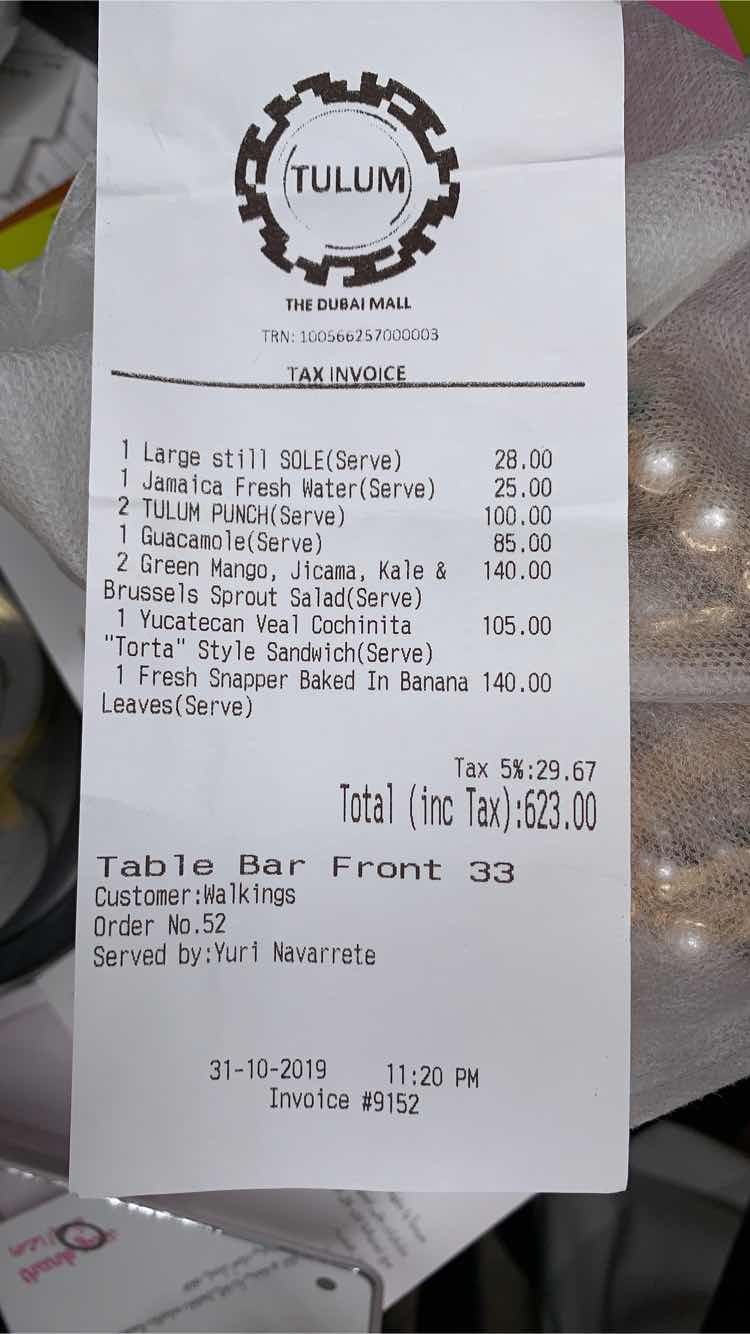 TULUM
THE DUBAI MALL
TRN: 100566257000003
TAX INVOICE
1 Large still SOLE(Serve) 28.00
1 Jamaica Fresh Water(Serve) 25.00
2 TULUM PUNCH(Serve) 100.00
1 Guacamole(Serve) 85.00
2 Green Mango, Jicama, Kale & 140.00
Brussels Sprout Salad(Serve)
1 Yucatecan Veal Cochinita 105.00
"Torta" Style Sandwich(Serve)
1 Fresh Snapper Baked In Banana 140.00
Leaves(Serve)
Tax 5%:29.67
Total (inc Tax):623.00
Table Bar Front 33
Customer:Walkings
Order No.52
Served by:Yuri Navarrete
31-10-2019 11:20 PM
Invoice #9152